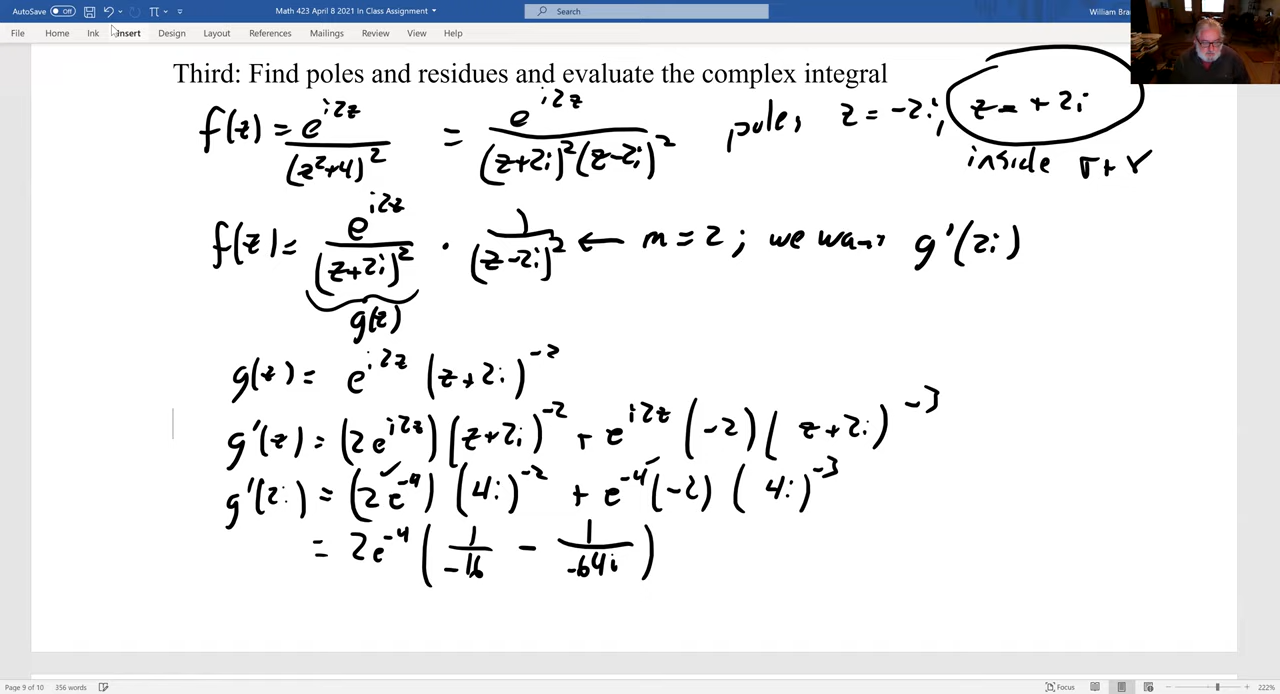 AutoSave Off Math 423 April 8 2021 In Class Assignment Search William Bra
File Home Ink Insert Design Layout References Mailings Review View Help
Third: Find poles and residues and evaluate the complex integral
f(z) = e^{i2z}/(z²+4)² = e^{i2z}/((z+2i)²(z-2i)²) poles z = -2i, z = +2i
inside σ+γ
f(z) = e^{i2z}/(z+2i)² · 1/(z-2i)² ← m = 2 ; we want g'(2i)
g(z)
g(z) = e^{i2z} (z+2i)^{-2}
g'(z) = (2e^{i2z})(z+2i)^{-2} + e^{i2z} (-2)(z+2i)^{-3}
g'(2i) = (2e^{-4}) (4i)^{-2} + e^{-4}(-2) (4i)^{-3}
= 2e^{-4} (1/-16 - 1/-64i)
Page 9 of 10 356 words Focus 222%